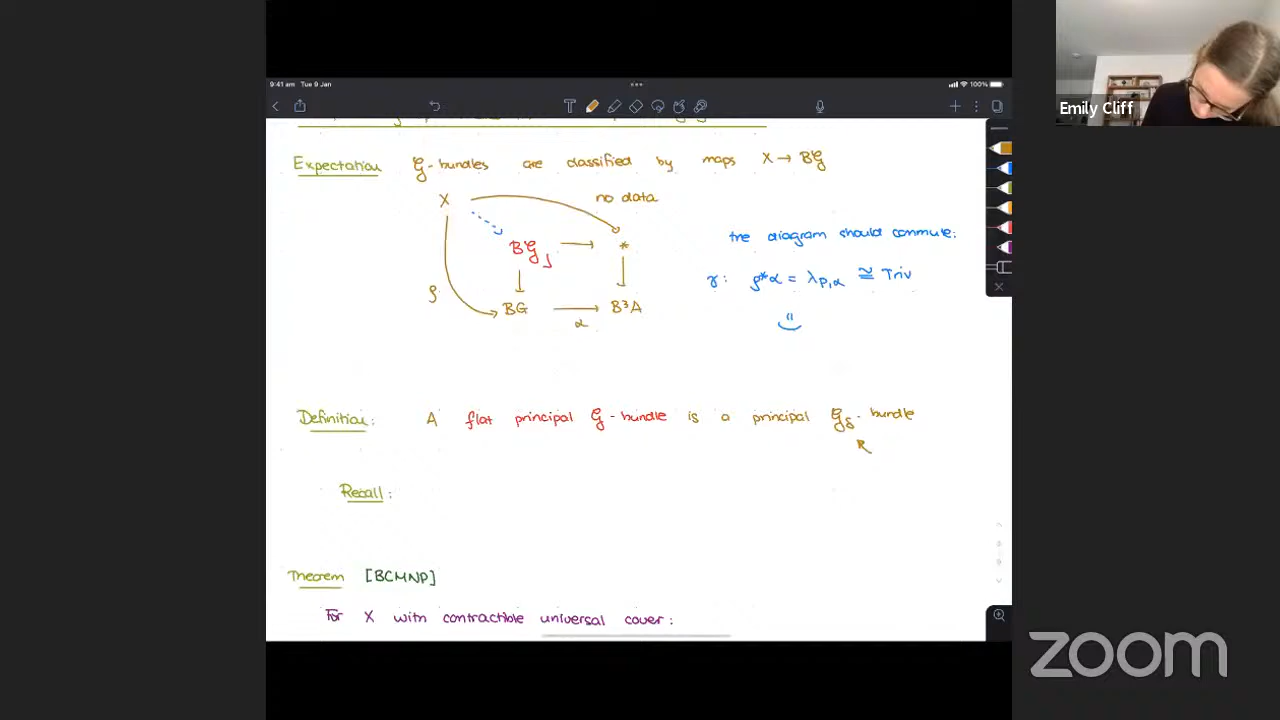 9:41 am Tue 9 Jan
100%
Emily Cliff
Expectation 𝒢-bundles are classified by maps X → B𝒢
X
no data
B𝒢 → *
the diagram should commute:
γ: ρ*α = λ_{P,α} ≅ Triv
ρ
BG → B³A
α
Definition: A flat principal 𝒢-bundle is a principal 𝒢_δ-bundle
Recall:
Theorem [BCMNP]
For X with contractible universal cover:
zoom